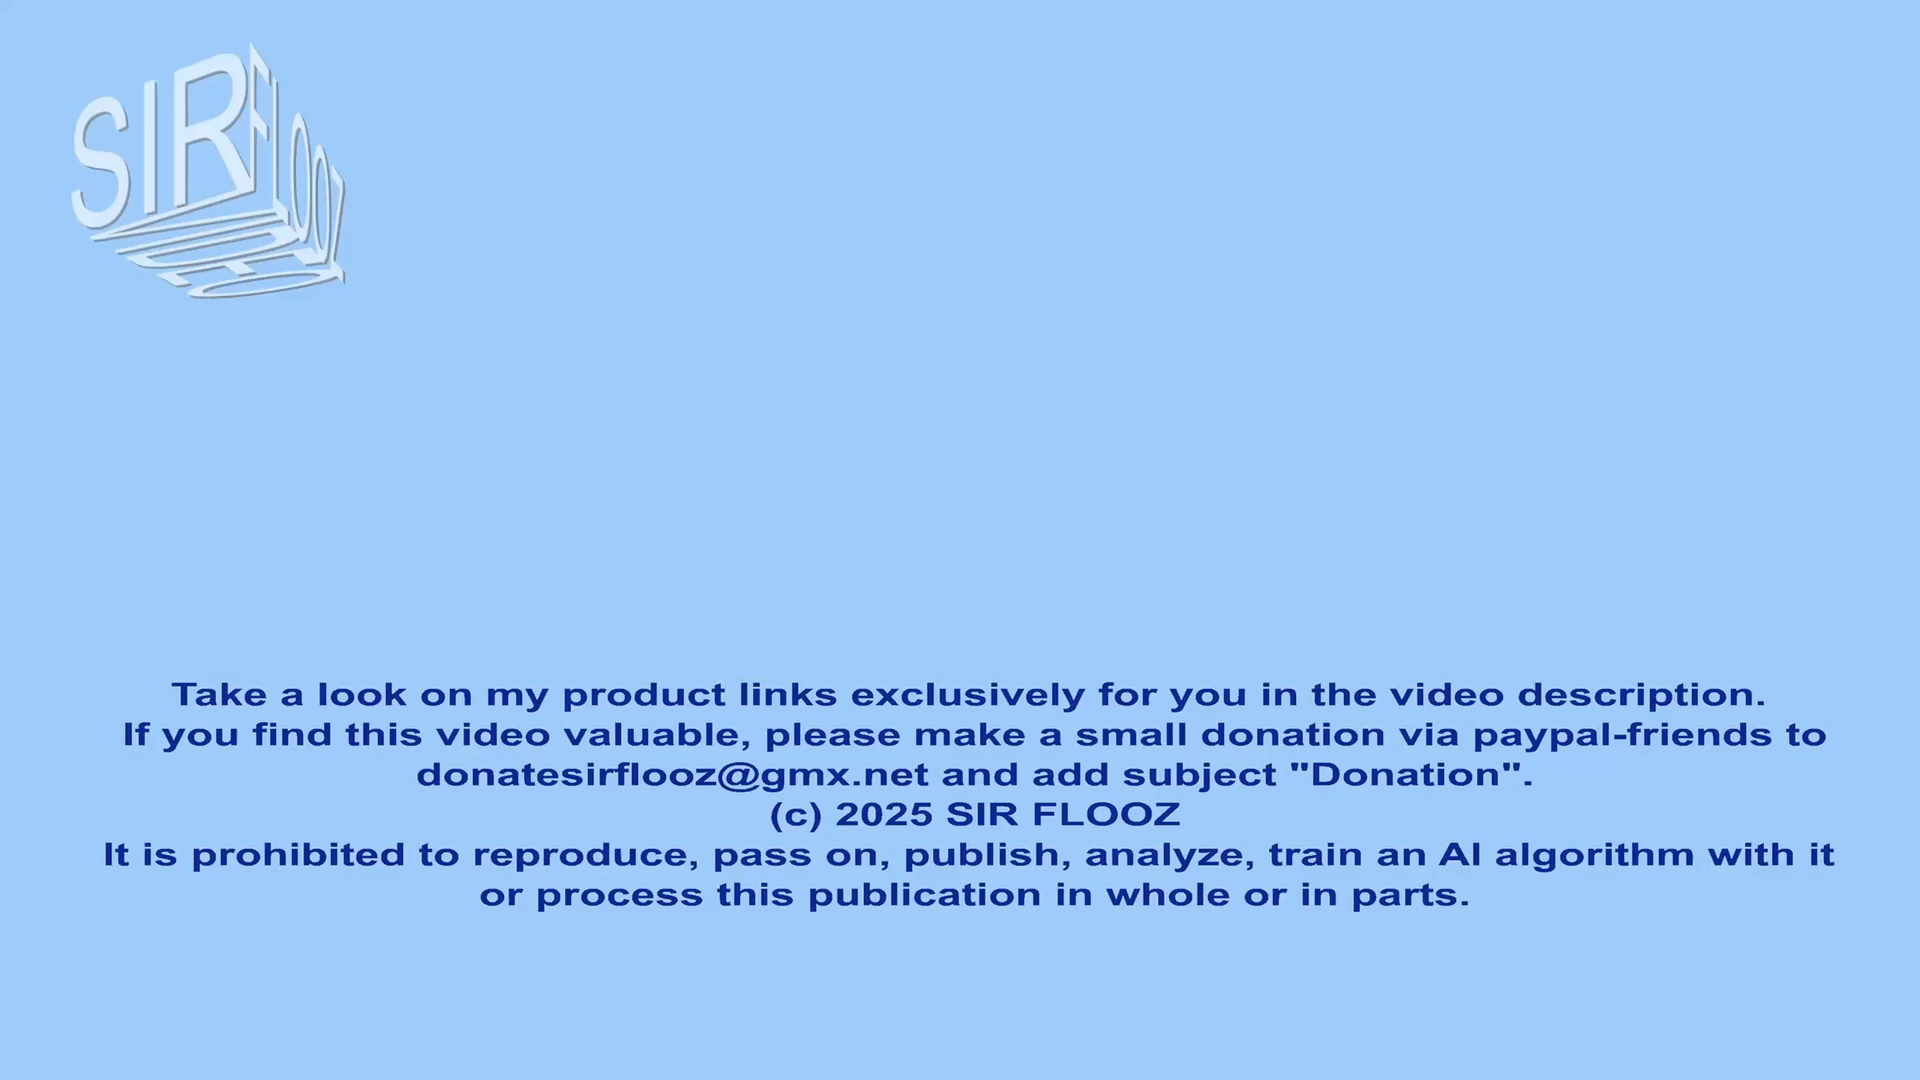 SIR FLOOZ
Take a look on my product links exclusively for you in the video description.
If you find this video valuable, please make a small donation via paypal-friends to
donatesirflooz@gmx.net and add subject "Donation".
(c) 2025 SIR FLOOZ
It is prohibited to reproduce, pass on, publish, analyze, train an AI algorithm with it
or process this publication in whole or in parts.